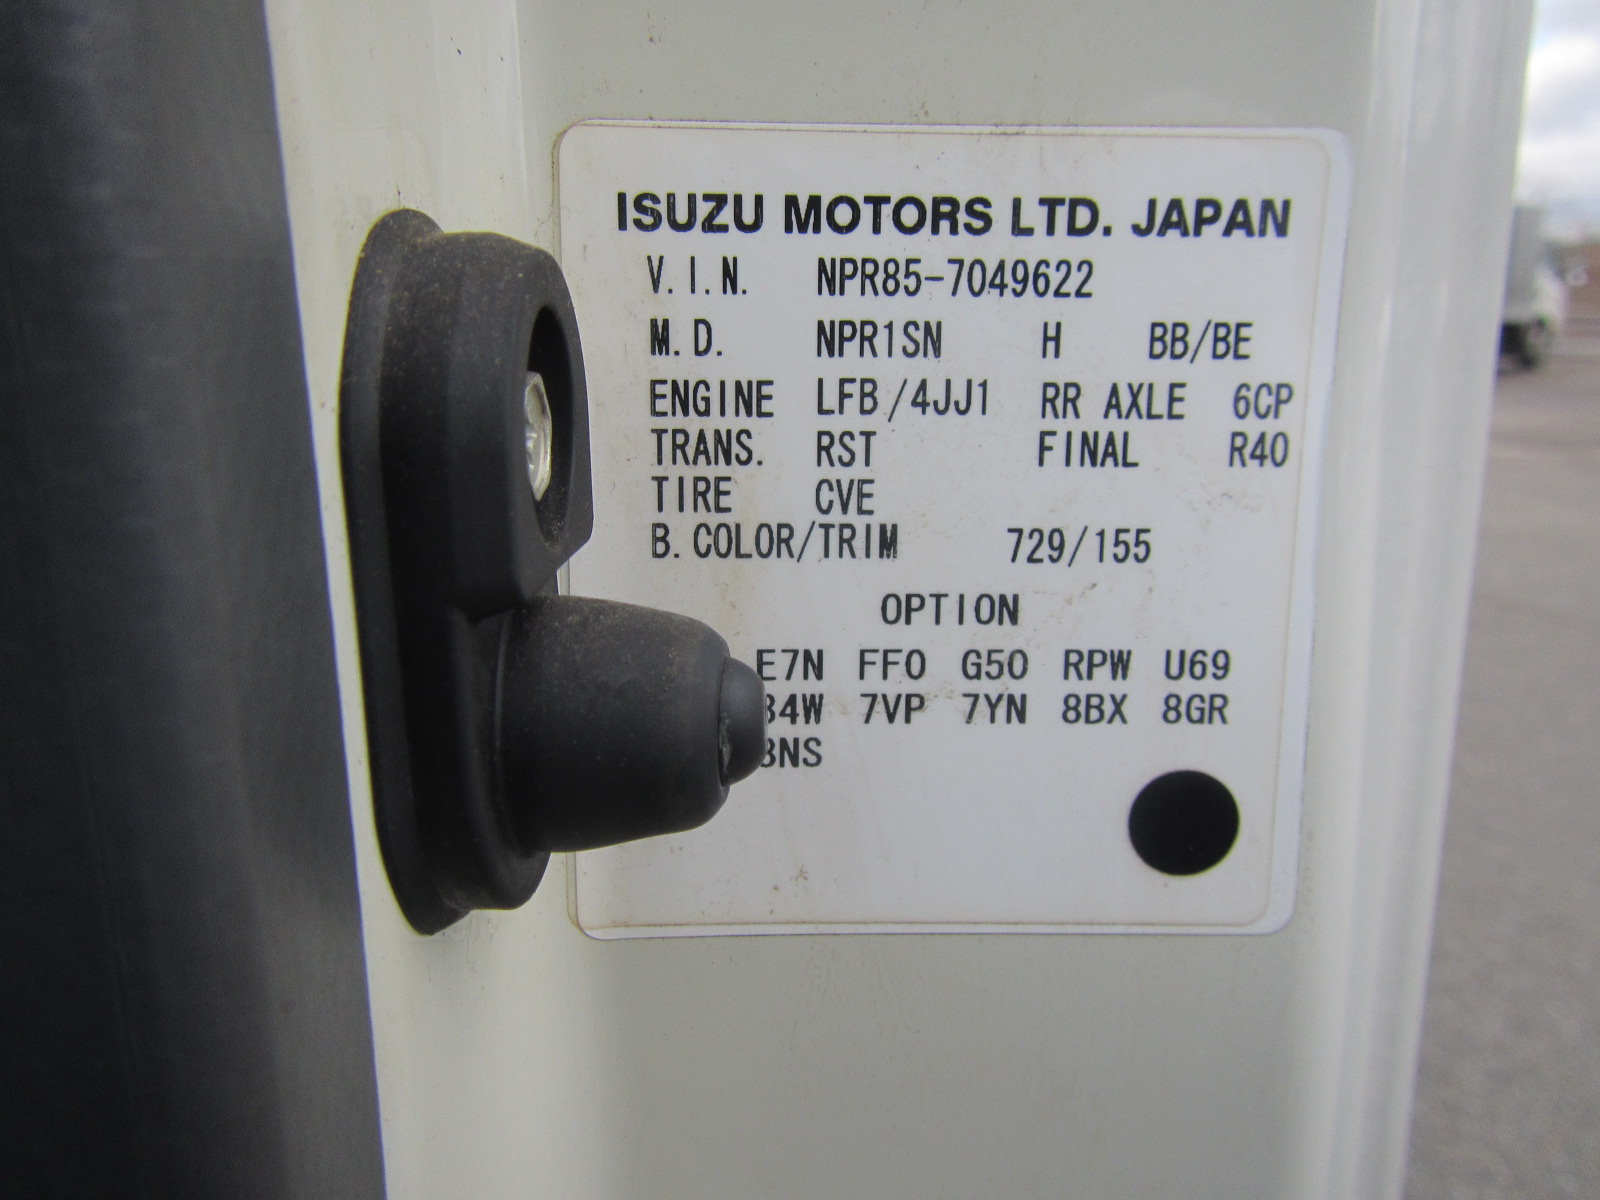 ISUZU MOTORS LTD. JAPAN
V.I.N. NPR85-7049622
M.D. NPR1SN H BB/BE
ENGINE LFB/4JJ1 RR AXLE 6CP
TRANS. RST FINAL R40
TIRE CVE
B.COLOR/TRIM 729/155
OPTION
E7N FF0 G50 RPW U69
7VP 7YN 8BX 8GR